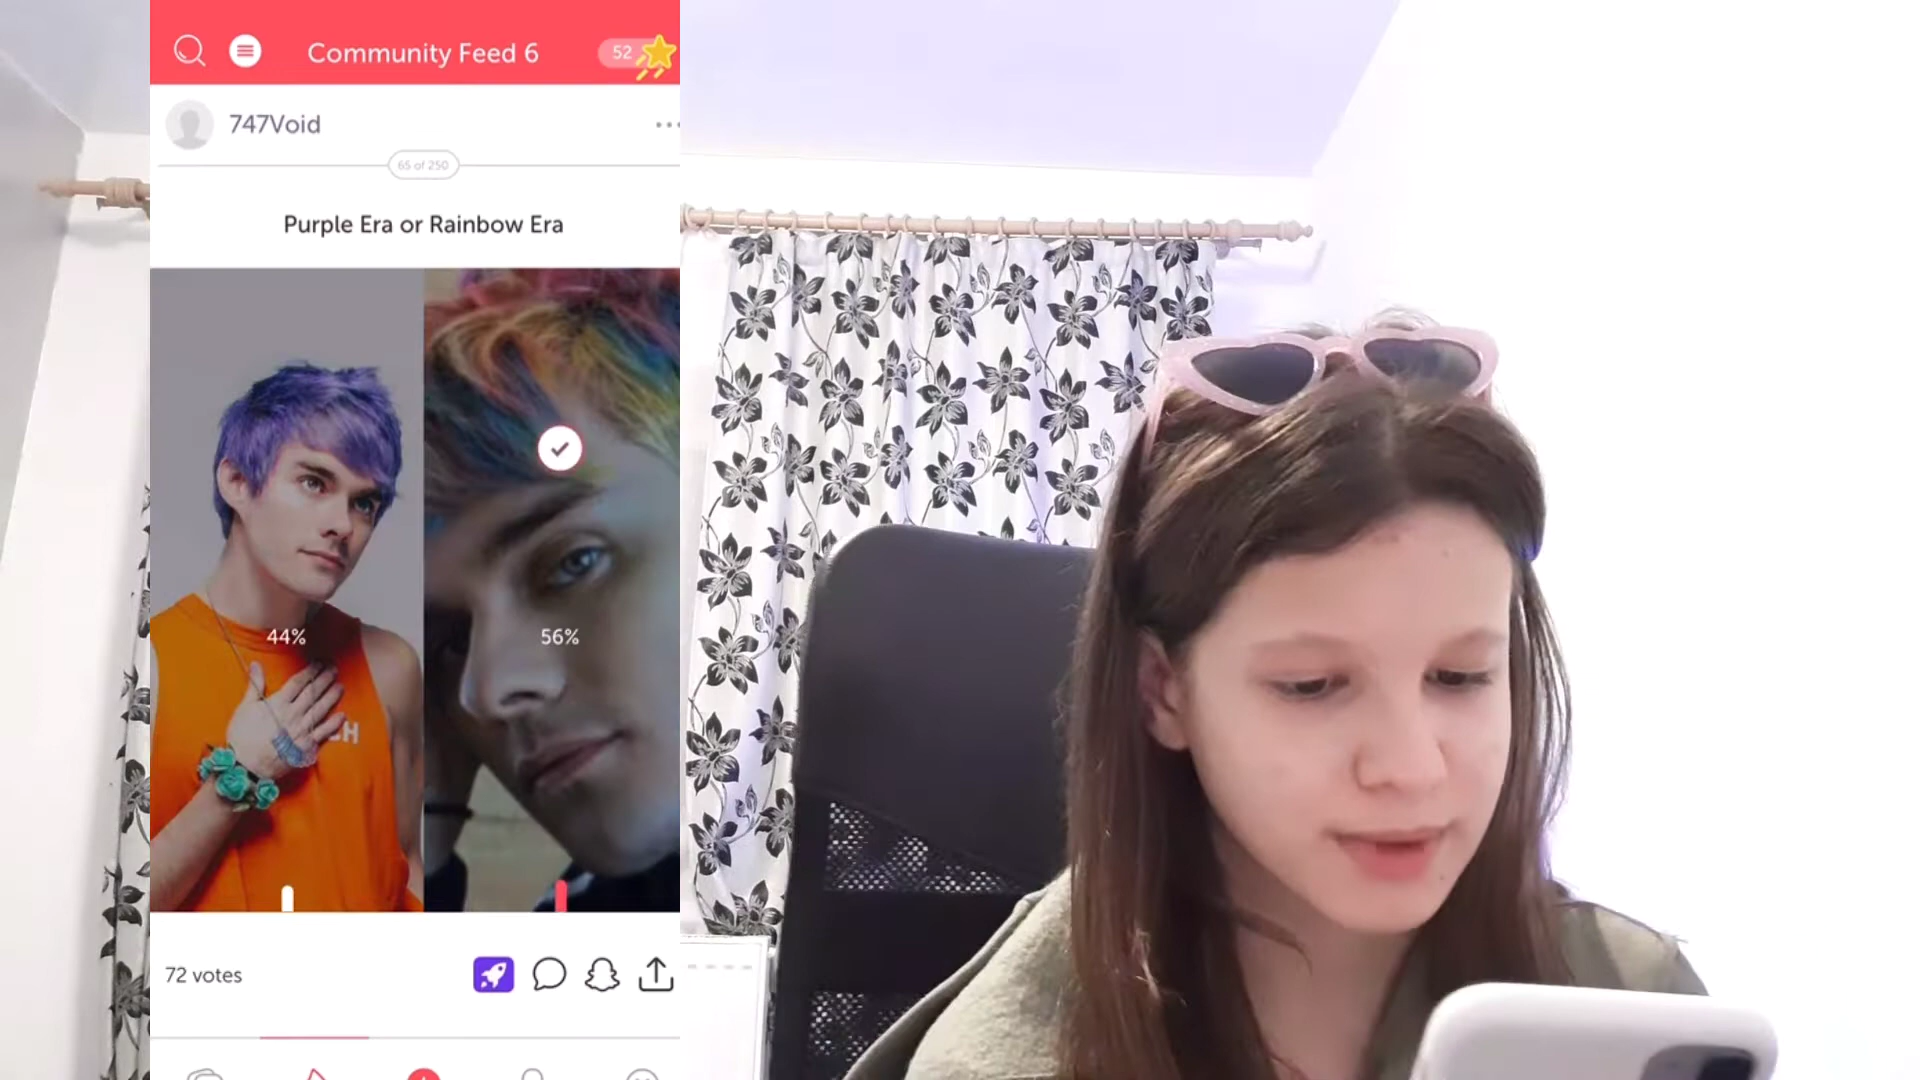 Community Feed 6
52
747Void
65 of 250
Purple Era or Rainbow Era
44%
56%
72 votes